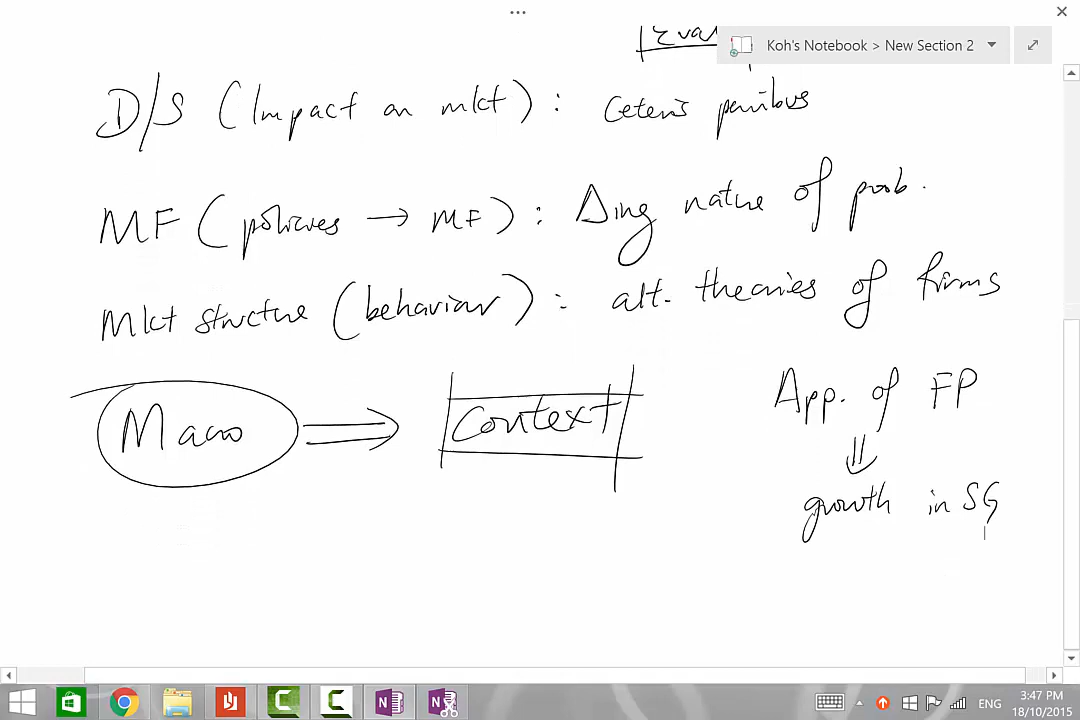 Eval
Koh's Notebook > New Section 2
D/S (Impact on mkt) : Ceteris paribus
MF (policies → MF) : Δing nature of prob.
Mkt structure (behavior) : alt. theories of firms
Macro ⇒ Context
App. of FP
⇓
growth in SG
ENG
3:47 PM
18/10/2015